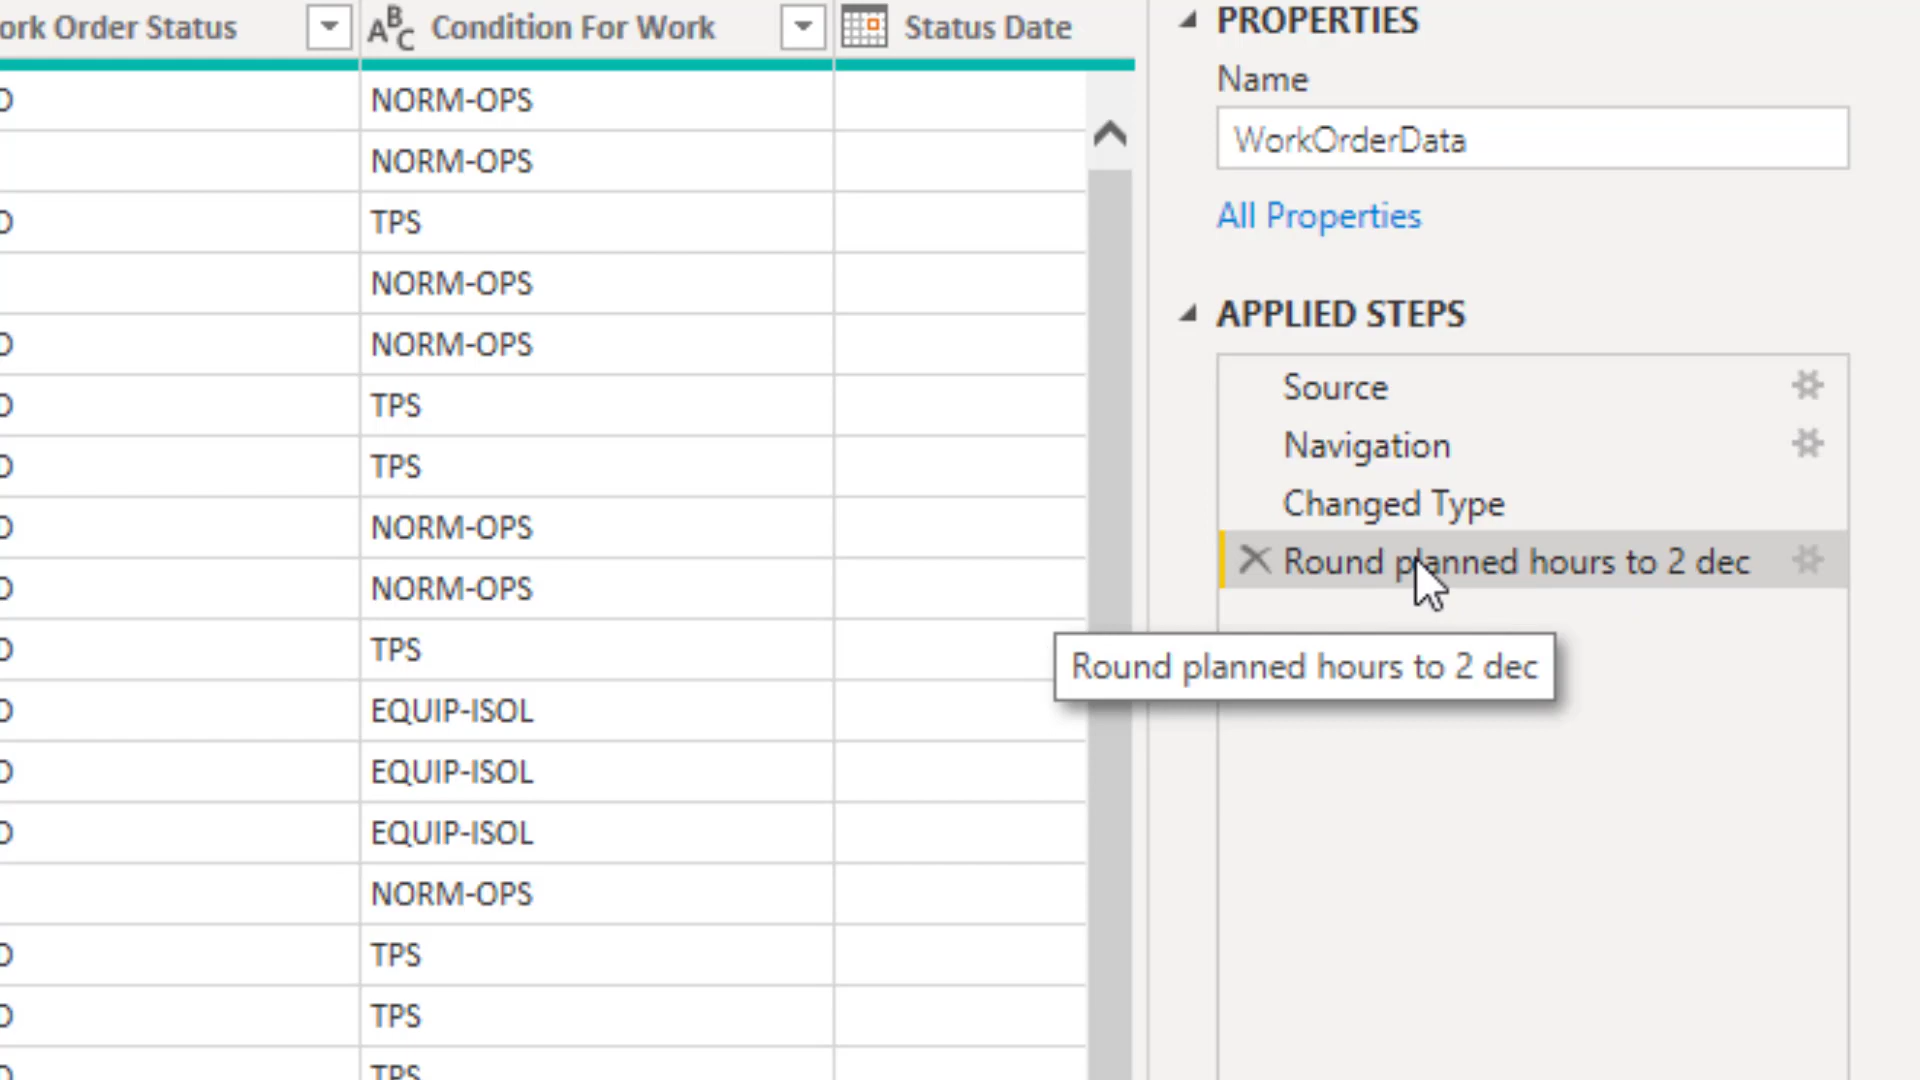 ork Order Status
ABC Condition For Work
Status Date
NORM-OPS
NORM-OPS
TPS
NORM-OPS
NORM-OPS
TPS
TPS
NORM-OPS
NORM-OPS
TPS
EQUIP-ISOL
EQUIP-ISOL
EQUIP-ISOL
NORM-OPS
TPS
TPS
TPS
PROPERTIES
Name
WorkOrderData
All Properties
APPLIED STEPS
Source
Navigation
Changed Type
Round planned hours to 2 dec
Round planned hours to 2 dec